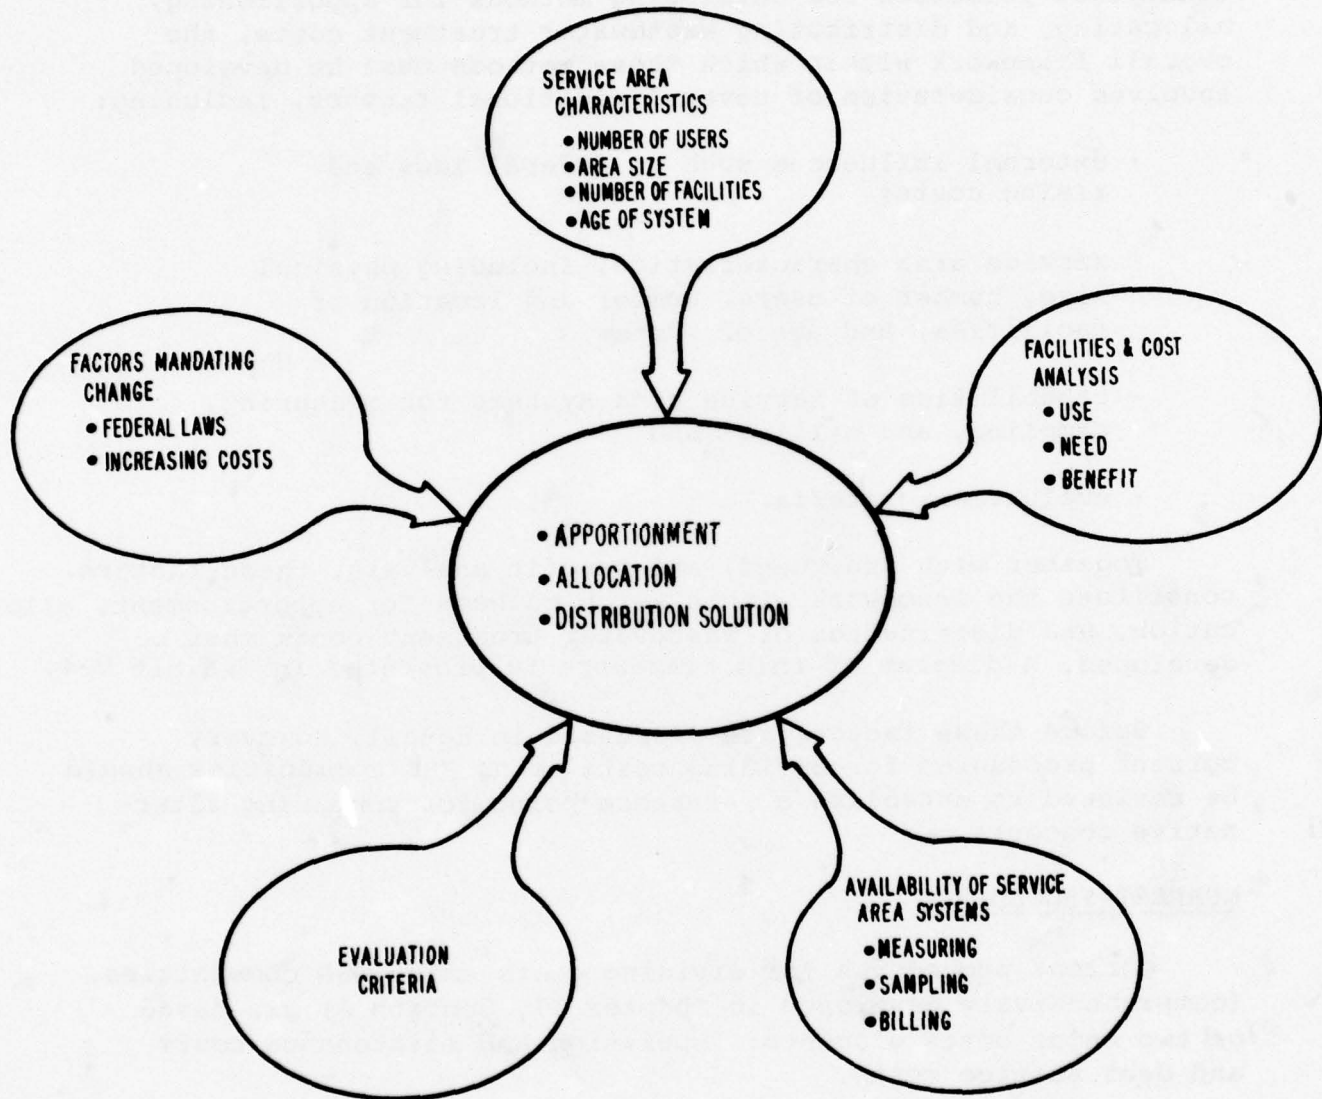 SERVICE AREA
CHARACTERISTICS
• NUMBER OF USERS
• AREA SIZE
• NUMBER OF FACILITIES
• AGE OF SYSTEM
FACTORS MANDATING
CHANGE
• FEDERAL LAWS
• INCREASING COSTS
FACILITIES & COST
ANALYSIS
• USE
• NEED
• BENEFIT
• APPORTIONMENT
• ALLOCATION
• DISTRIBUTION SOLUTION
EVALUATION
CRITERIA
AVAILABILITY OF SERVICE
AREA SYSTEMS
• MEASURING
• SAMPLING
• BILLING